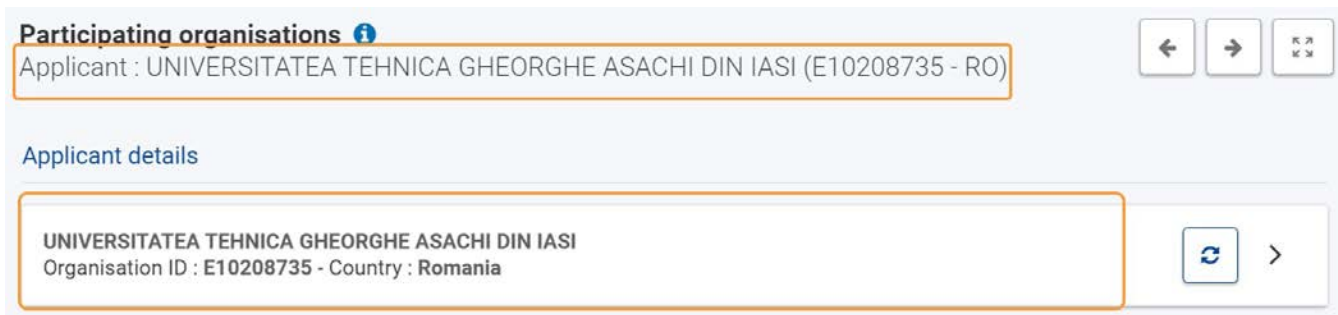 Participating organisations
Applicant : UNIVERSITATEA TEHNICA GHEORGHE ASACHI DIN IASI (E10208735 - RO)
Applicant details
UNIVERSITATEA TEHNICA GHEORGHE ASACHI DIN IASI
Organisation ID : E10208735 - Country : Romania